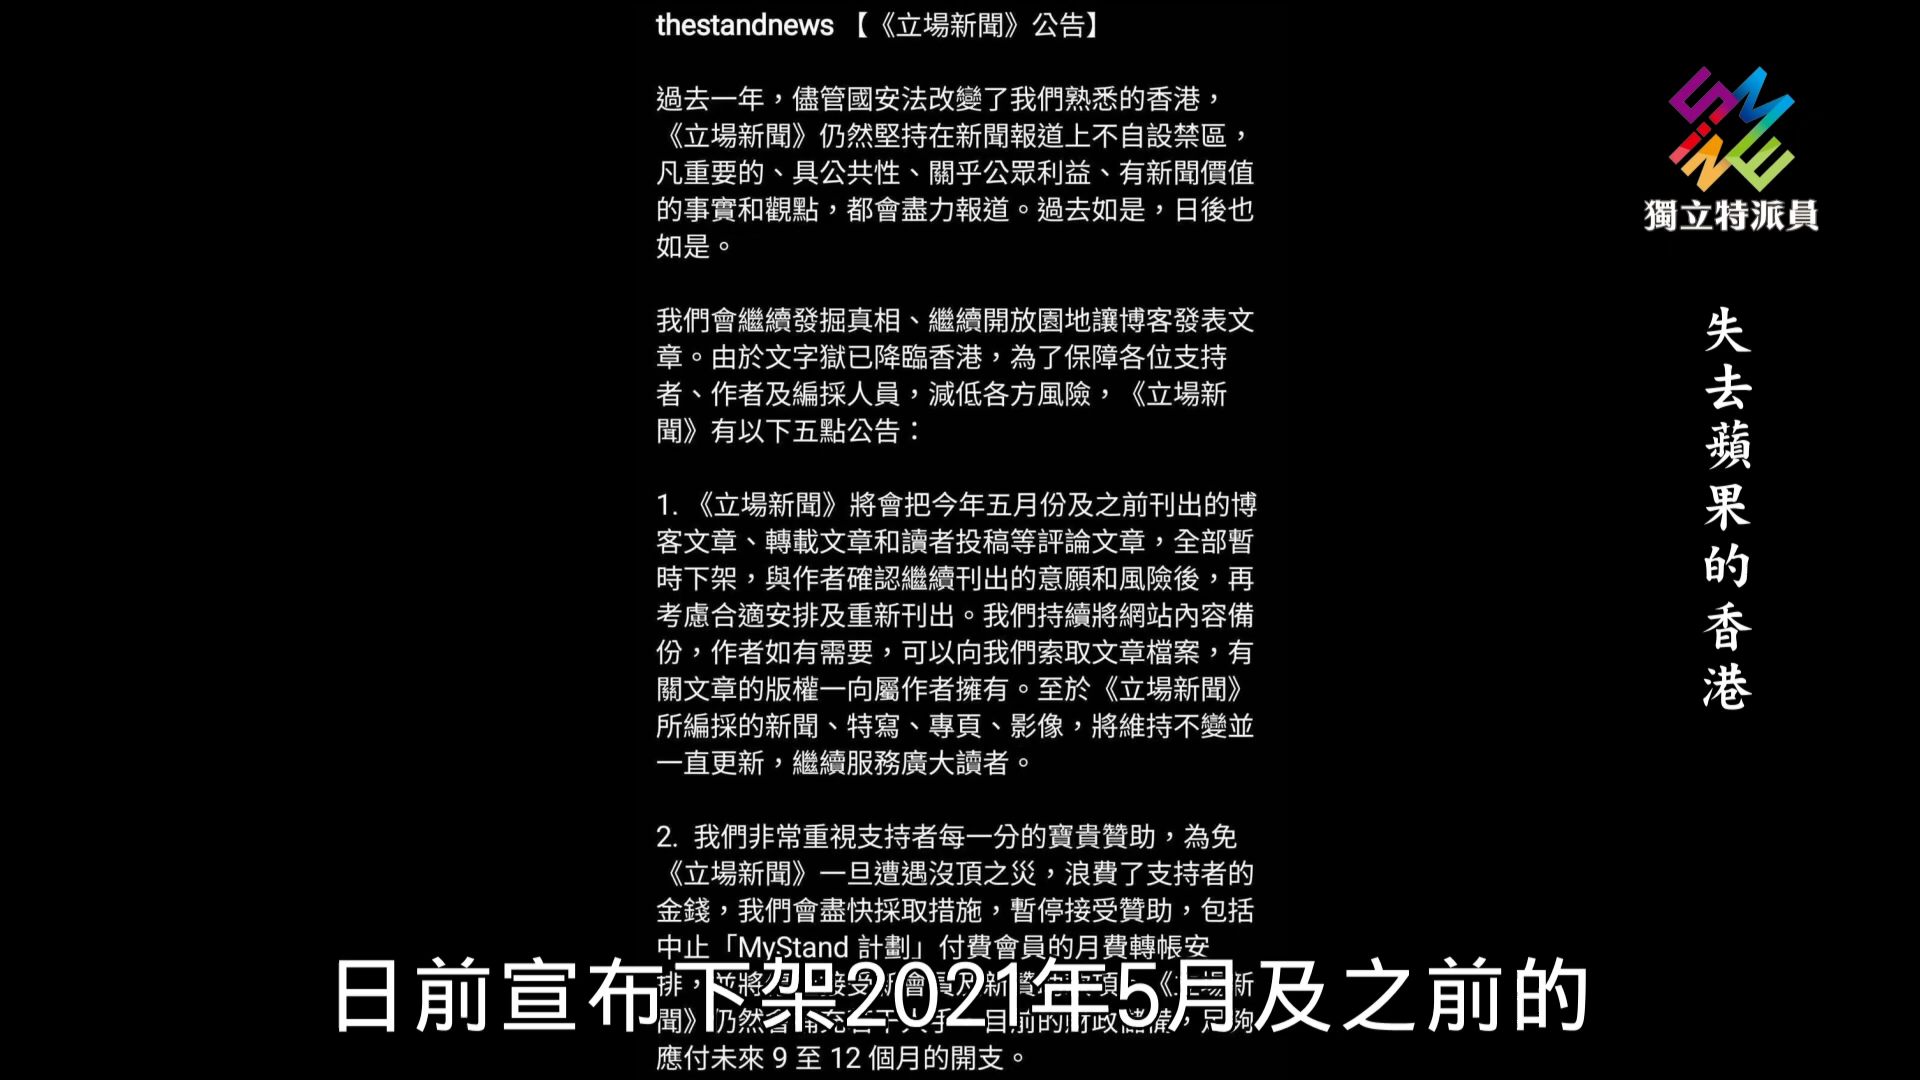 thestandnews 【《立場新聞》公告】
過去一年，儘管國安法改變了我們熟悉的香港，
《立場新聞》仍然堅持在新聞報道上不自設禁區，
凡重要的、具公共性、關乎公眾利益、有新聞價值
的事實和觀點，都會盡力報道。過去如是，日後也
如是。
我們會繼續發掘真相、繼續開放園地讓博客發表文
章。由於文字獄已降臨香港，為了保障各位支持
者、作者及編採人員，減低各方風險，《立場新
聞》有以下五點公告：
1. 《立場新聞》將會把今年五月份及之前刊出的博
客文章、轉載文章和讀者投稿等評論文章，全部暫
時下架，與作者確認繼續刊出的意願和風險後，再
考慮合適安排及重新刊出。我們持續將網站內容備
份，作者如有需要，可以向我們索取文章檔案，有
關文章的版權一向屬作者擁有。至於《立場新聞》
所編採的新聞、特寫、專頁、影像，將維持不變並
一直更新，繼續服務廣大讀者。
2. 我們非常重視支持者每一分的寶貴贊助，為免
《立場新聞》一旦遭遇沒頂之災，浪費了支持者的
金錢，我們會盡快採取措施，暫停接受贊助，包括
中止「MyStand 計劃」付費會員的月費轉帳安
排，
聞》仍然
應付未來 9 至 12 個月的開支。
日前宣布下架2021年5月及之前的
INNEWS
獨立特派員
失去蘋果的香港